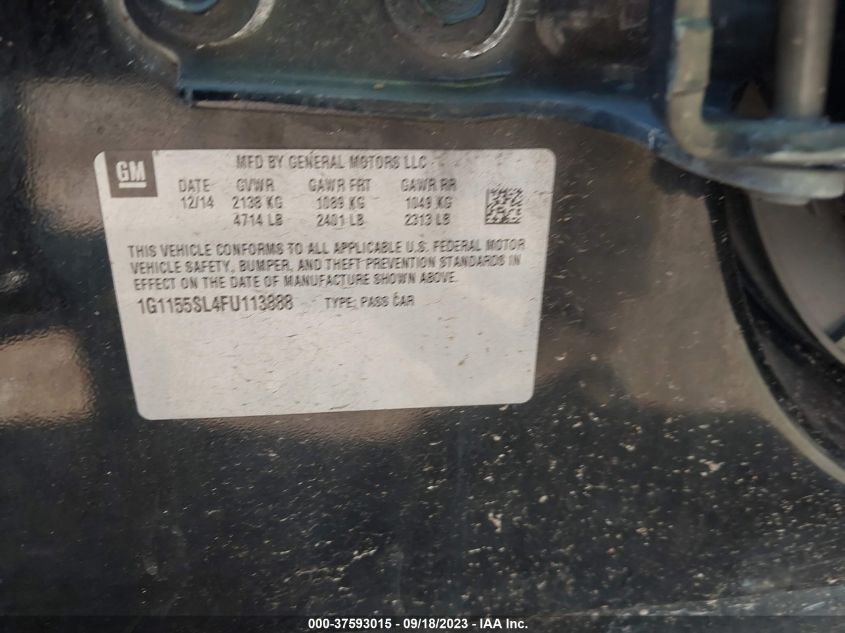 GM MFD BY GENERAL MOTORS LLC
DATE GVWR GAWR FRT GAWR RR
12/14 2138 KG 1089 KG 1049 KG
4714 LB 2401 LB 2313 LB
THIS VEHICLE CONFORMS TO ALL APPLICABLE U.S. FEDERAL MOTOR
VEHICLE SAFETY, BUMPER, AND THEFT PREVENTION STANDARDS IN
EFFECT ON THE DATE OF MANUFACTURE SHOWN ABOVE.
1G1155SL4FU113888 TYPE: PASS CAR
000-37593015 - 09/18/2023 - IAA Inc.